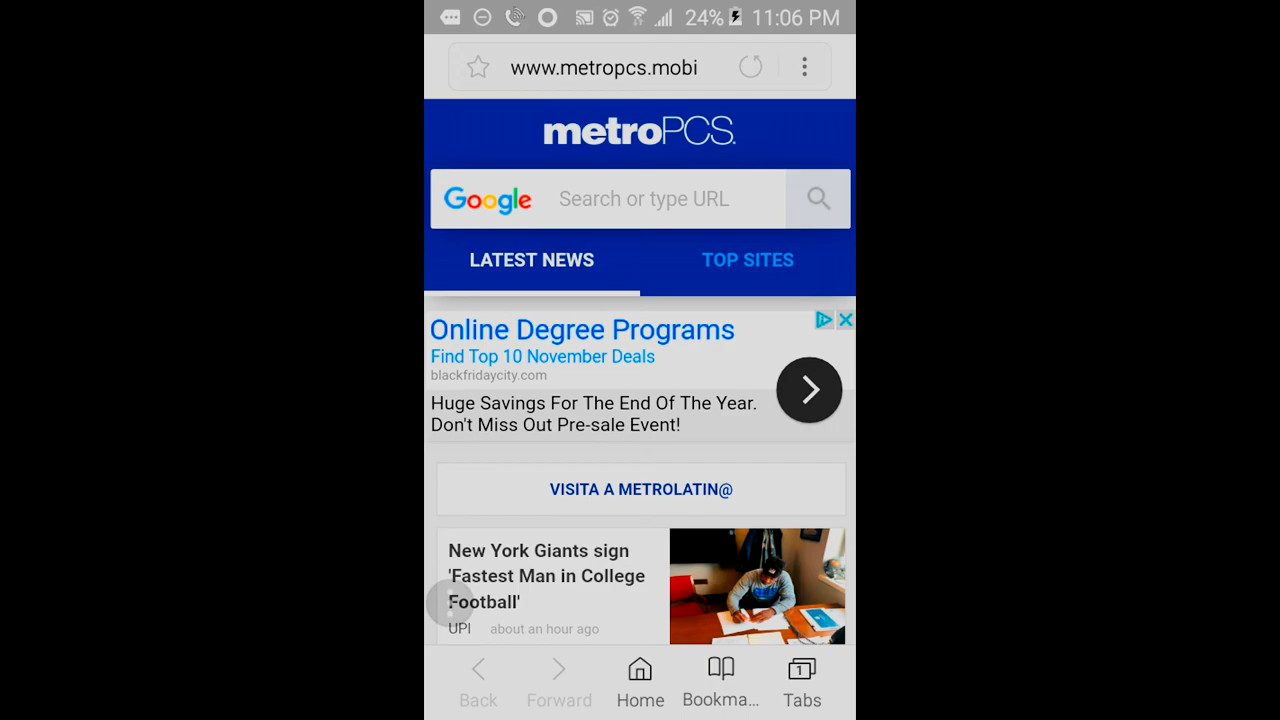 24% 11:06 PM
www.metropcs.mobi
metroPCS.
Google Search or type URL
LATEST NEWS TOP SITES
Online Degree Programs
Find Top 10 November Deals
blackfridaycity.com
Huge Savings For The End Of The Year.
Don't Miss Out Pre-sale Event!
VISITA A METROLATIN@
New York Giants sign
'Fastest Man in College
Football'
UPI about an hour ago
Back Forward Home Bookma... 1 Tabs